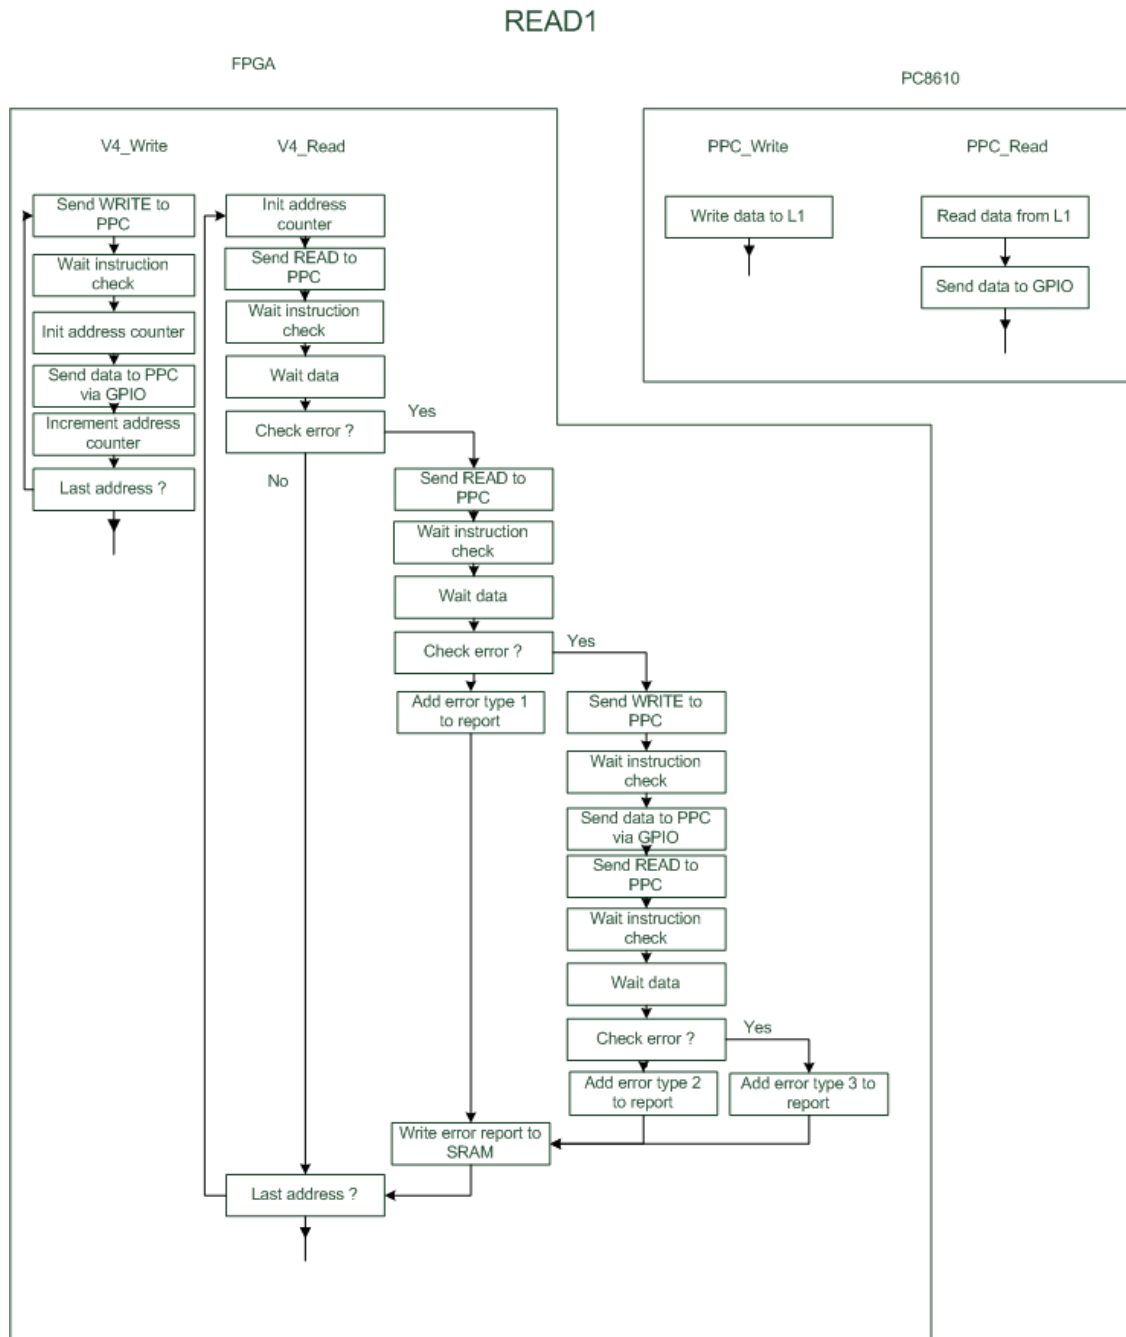 READ1
FPGA
PC8610
V4_Write
V4_Read
PPC_Write
PPC_Read
Send WRITE to
PPC
Wait instruction
check
Init address counter
Send data to PPC
via GPIO
Increment address
counter
Last address ?
Init address
counter
Send READ to
PPC
Wait instruction
check
Wait data
Check error ?
Yes
No
Write data to L1
Read data from L1
Send data to GPIO
Send READ to
PPC
Wait instruction
check
Wait data
Check error ?
Yes
Add error type 1
to report
Send WRITE to
PPC
Wait instruction
check
Send data to PPC
via GPIO
Send READ to
PPC
Wait instruction
check
Wait data
Check error ?
Yes
Add error type 2
to report
Add error type 3 to
report
Write error report to
SRAM
Last address ?